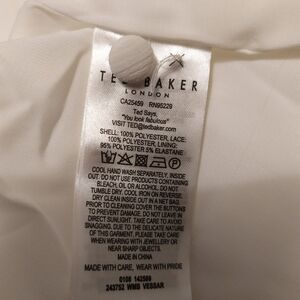 TED BAKER
LONDON
CA25459 RN95229
Ted Says,
"You look fabulous"
VISIT TED@tedbaker.com
SHELL: 100% POLYESTER, LACE:
100% POLYESTER, LINING:
95% POLYESTER 5% ELASTANE
COOL HAND WASH SEPARATELY. INSIDE
OUT. DO NOT USE PRODUCTS CONTAINING
BLEACH, OIL OR ALCOHOL. DO NOT
TUMBLE DRY. COOL IRON ON REVERSE.
DRY CLEAN INSIDE OUT IN A NET BAG.
PRIOR TO CLEANING COVER THE BUTTONS
TO PREVENT DAMAGE. DO NOT LEAVE
TO SOAK. TAKE CARE TO AVOID
SNAGGING. DUE TO THE DELICATE NATURE
OF THIS GARMENT, PLEASE TAKE CARE
WHEN WEARING WITH JEWELLERY OR
NEAR SHARP OBJECTS.
MADE IN CHINA
MADE WITH CARE, WEAR WITH PRIDE
0108 142589
243752 WMB VESSAR